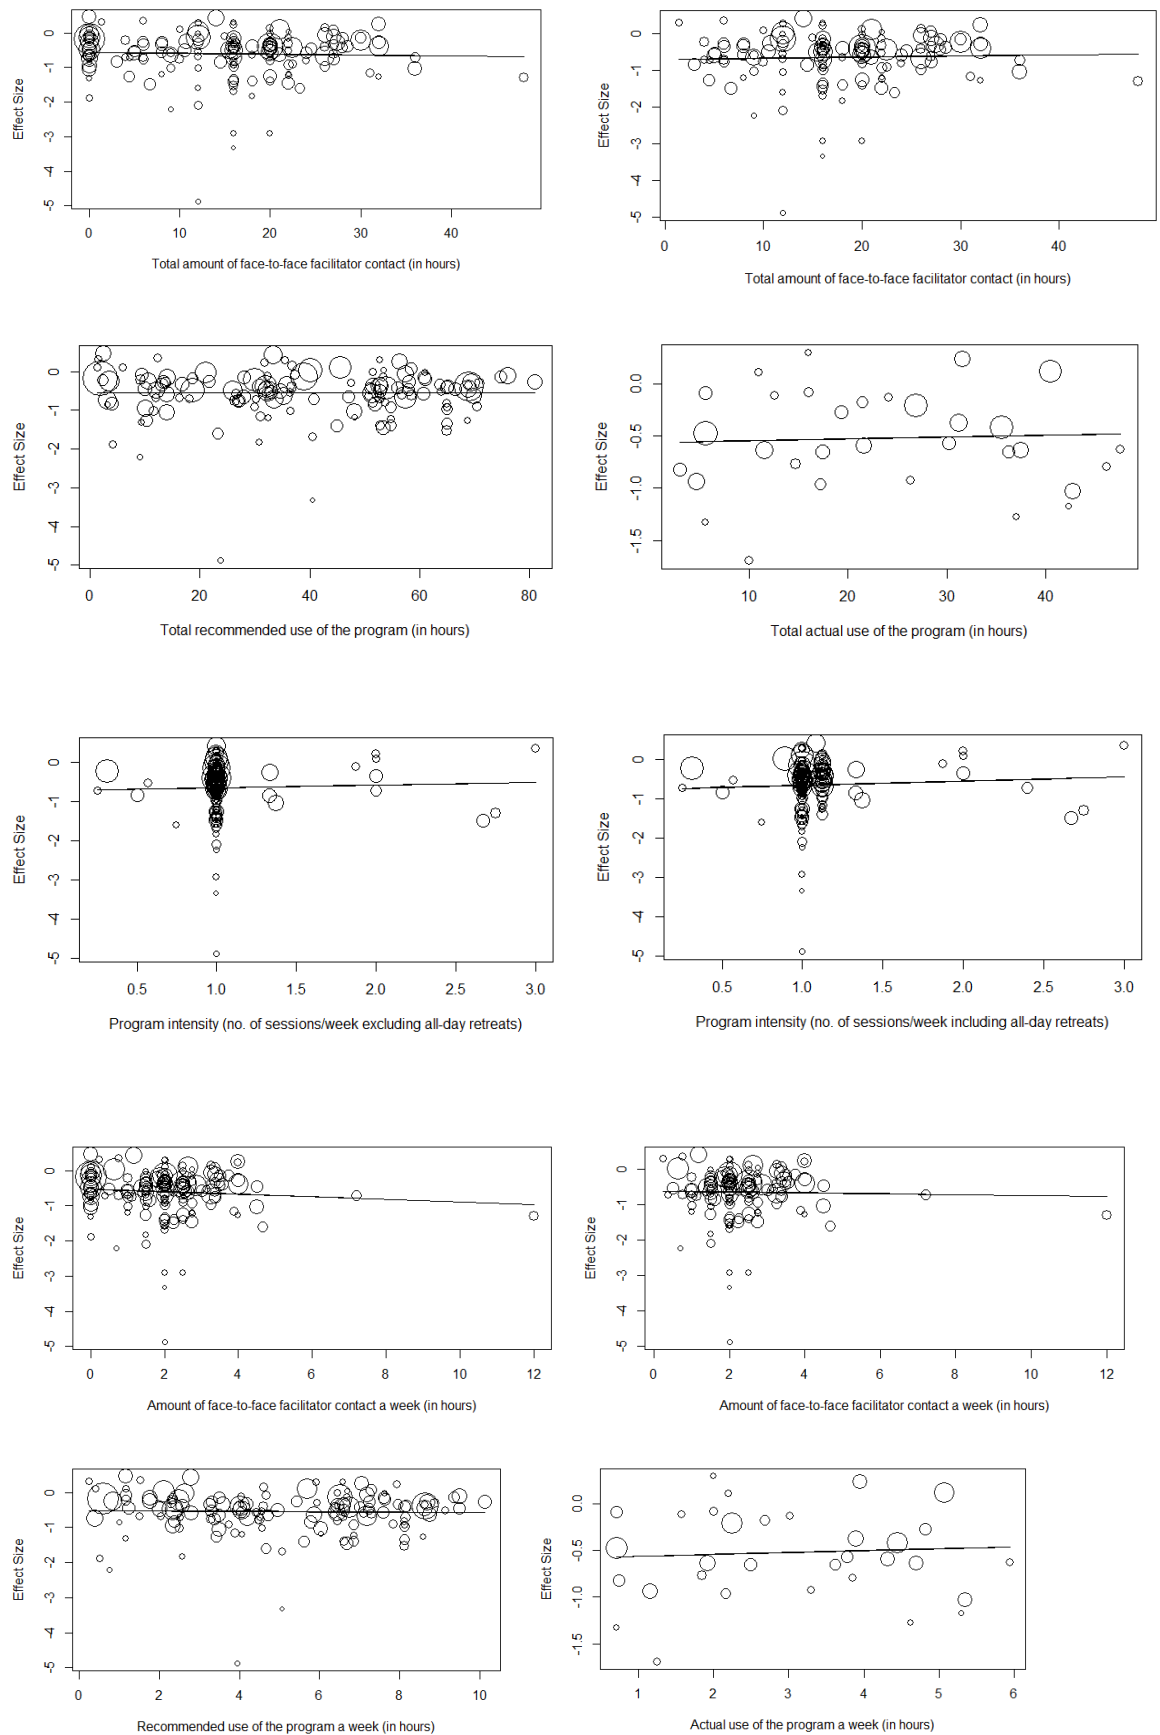 0
-1
-2
-3
-4
-5
Effect Size
0 10 20 30 40
Total amount of face-to-face facilitator contact (in hours)
0
-1
-2
-3
-4
-5
Effect Size
0 10 20 30 40
Total amount of face-to-face facilitator contact (in hours)
0
-1
-2
-3
-4
-5
Effect Size
0 20 40 60 80
Total recommended use of the program (in hours)
0.0
-0.5
-1.0
-1.5
Effect Size
10 20 30 40
Total actual use of the program (in hours)
0
-1
-2
-3
-4
-5
Effect Size
0.5 1.0 1.5 2.0 2.5 3.0
Program intensity (no. of sessions/week excluding all-day retreats)
0
-1
-2
-3
-4
-5
Effect Size
0.5 1.0 1.5 2.0 2.5 3.0
Program intensity (no. of sessions/week including all-day retreats)
0
-1
-2
-3
-4
-5
Effect Size
0 2 4 6 8 10 12
Amount of face-to-face facilitator contact a week (in hours)
0
-1
-2
-3
-4
-5
Effect Size
0 2 4 6 8 10 12
Amount of face-to-face facilitator contact a week (in hours)
0
-1
-2
-3
-4
-5
Effect Size
0 2 4 6 8 10
Recommended use of the program a week (in hours)
0.0
-0.5
-1.0
-1.5
Effect Size
1 2 3 4 5 6
Actual use of the program a week (in hours)